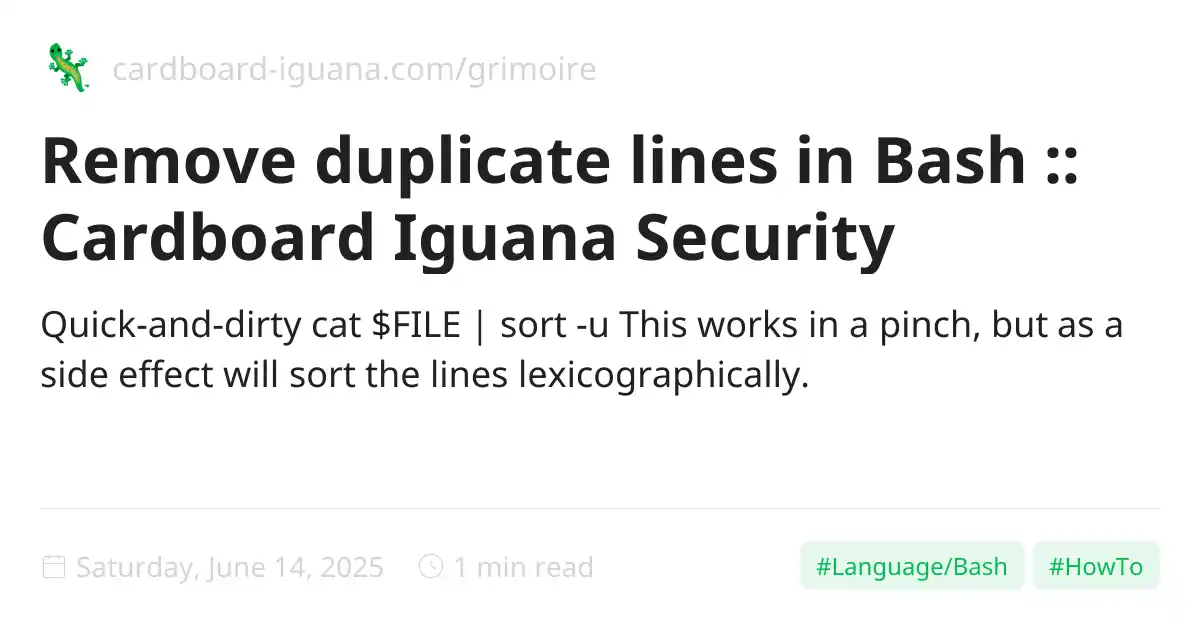 cardboard-iguana.com/grimoire
Remove duplicate lines in Bash ::
Cardboard Iguana Security
Quick-and-dirty cat $FILE | sort -u This works in a pinch, but as a
side effect will sort the lines lexicographically.
Saturday, June 14, 2025 1 min read #Language/Bash #HowTo